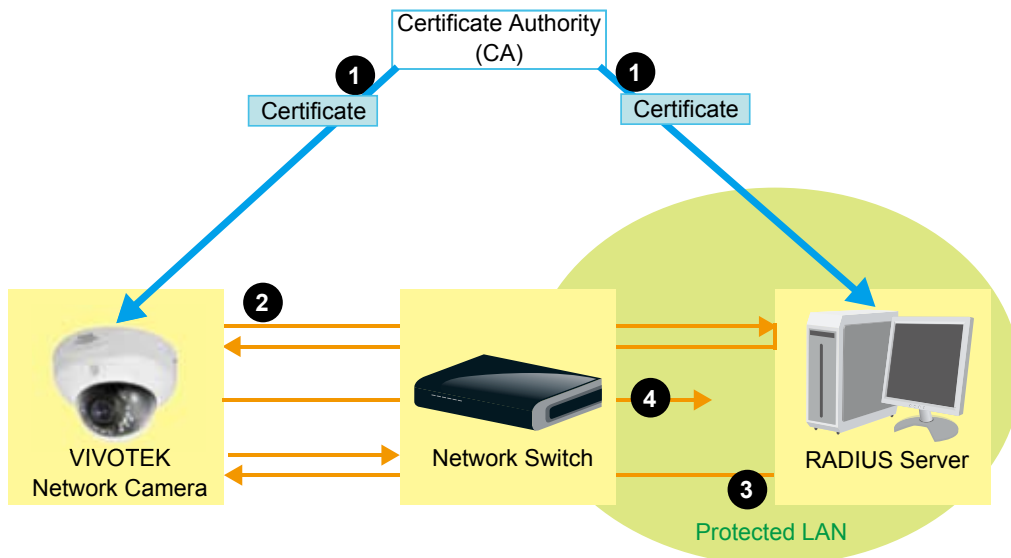 Certificate Authority
(CA)
1
1
Certificate
Certificate
2
4
VIVOTEK
Network Camera
Network Switch
RADIUS Server
3
Protected LAN